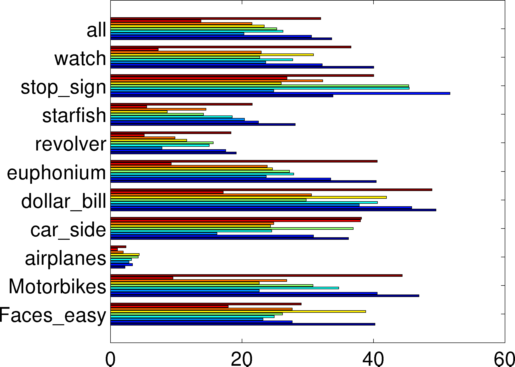 all
watch
stop_sign
starfish
revolver
euphonium
dollar_bill
car_side
airplanes
Motorbikes
Faces_easy
0 20 40 60